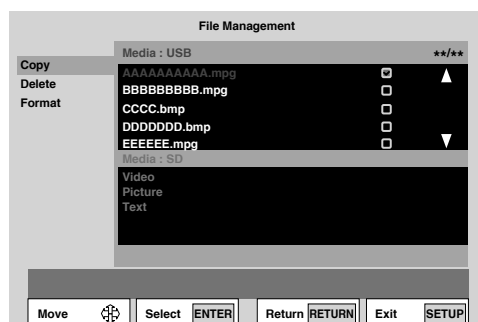 File Management
Media : USB **/**
Copy
Delete
Format
AAAAAAAAAA.mpg
BBBBBBBBB.mpg
CCCC.bmp
DDDDDDD.bmp
EEEEEE.mpg
Media : SD
Video
Picture
Text
Move Select ENTER Return RETURN Exit SETUP